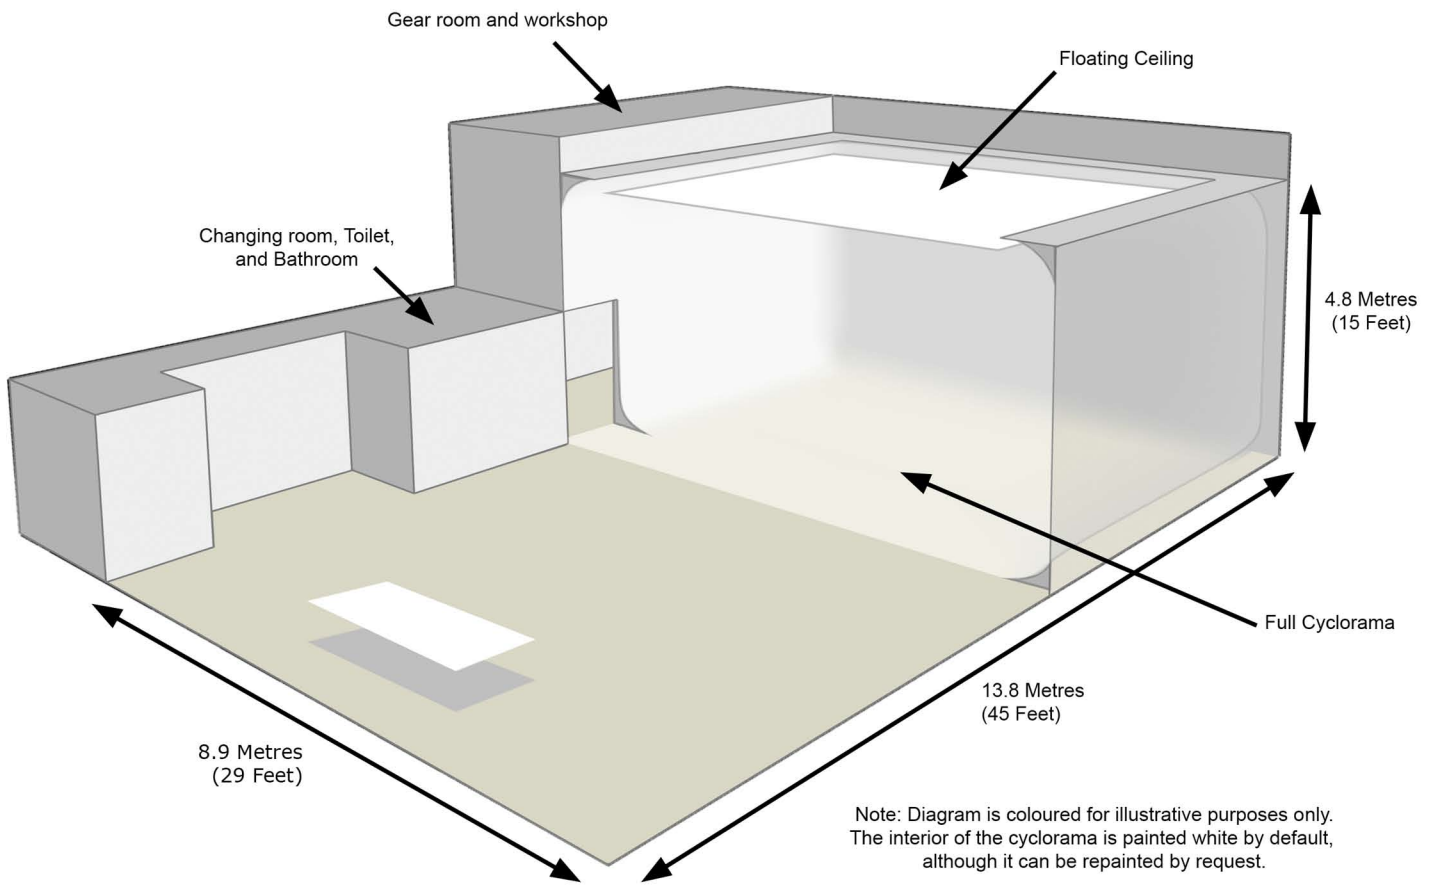 Gear room and workshop
Floating Ceiling
Changing room, Toilet,
and Bathroom
4.8 Metres
(15 Feet)
Full Cyclorama
13.8 Metres
(45 Feet)
8.9 Metres
(29 Feet)
Note: Diagram is coloured for illustrative purposes only.
The interior of the cyclorama is painted white by default,
although it can be repainted by request.